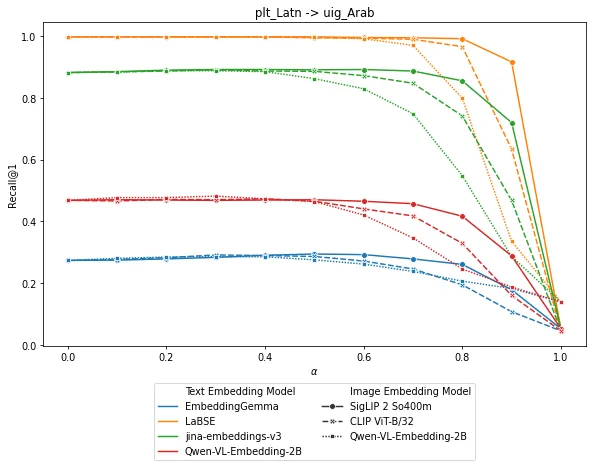 plt_Latn -> uig_Arab
Recall@1
1.0
0.8
0.6
0.4
0.2
0.0
0.0 0.2 0.4 0.6 0.8 1.0
α
Text Embedding Model Image Embedding Model
EmbeddingGemma SigLIP 2 So400m
LaBSE CLIP ViT-B/32
jina-embeddings-v3 Qwen-VL-Embedding-2B
Qwen-VL-Embedding-2B